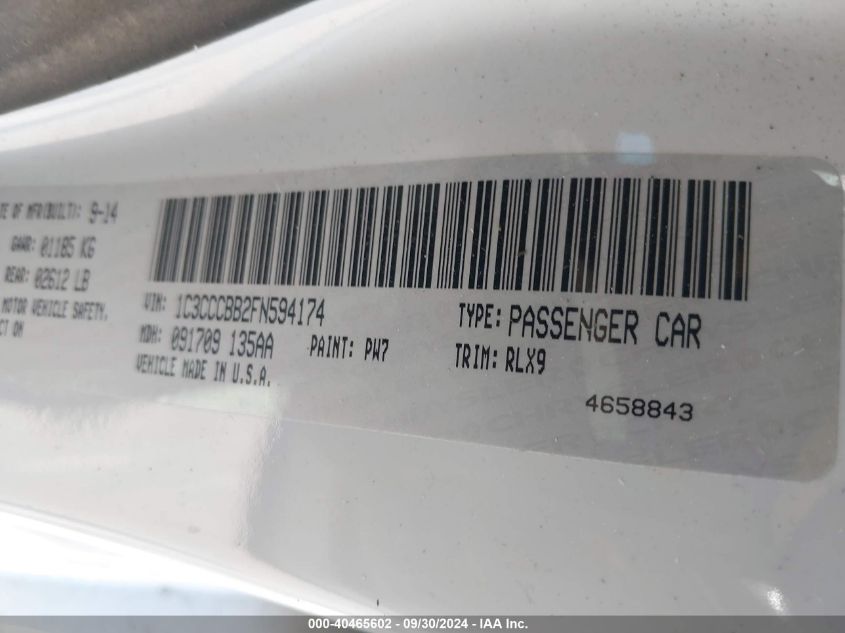 TE OF MFR(BUILT): 9-14
GAWR: 01185 KG
REAR: 02612 LB
MOTOR VEHICLE SAFETY,
CT ON
VIN: 1C3CCCBB2FN594174
TYPE: PASSENGER CAR
MDH: 091709 135AA
PAINT: PW7
TRIM: RLX9
VEHICLE MADE IN U.S.A.
4658843
000-40465602 - 09/30/2024 - IAA Inc.